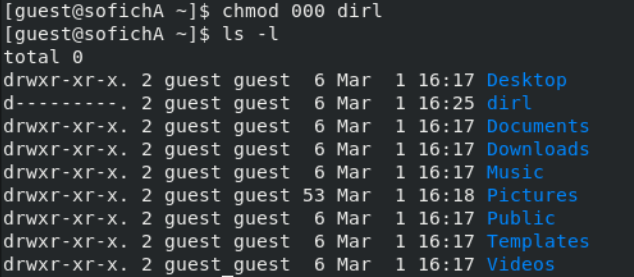 [guest@sofichA ~]$ chmod 000 dirl
[guest@sofichA ~]$ ls -l
total 0
drwxr-xr-x. 2 guest guest  6 Mar  1 16:17 Desktop
d---------. 2 guest guest  6 Mar  1 16:25 dirl
drwxr-xr-x. 2 guest guest  6 Mar  1 16:17 Documents
drwxr-xr-x. 2 guest guest  6 Mar  1 16:17 Downloads
drwxr-xr-x. 2 guest guest  6 Mar  1 16:17 Music
drwxr-xr-x. 2 guest guest 53 Mar  1 16:18 Pictures
drwxr-xr-x. 2 guest guest  6 Mar  1 16:17 Public
drwxr-xr-x. 2 guest guest  6 Mar  1 16:17 Templates
drwxr-xr-x. 2 guest guest  6 Mar  1 16:17 Videos